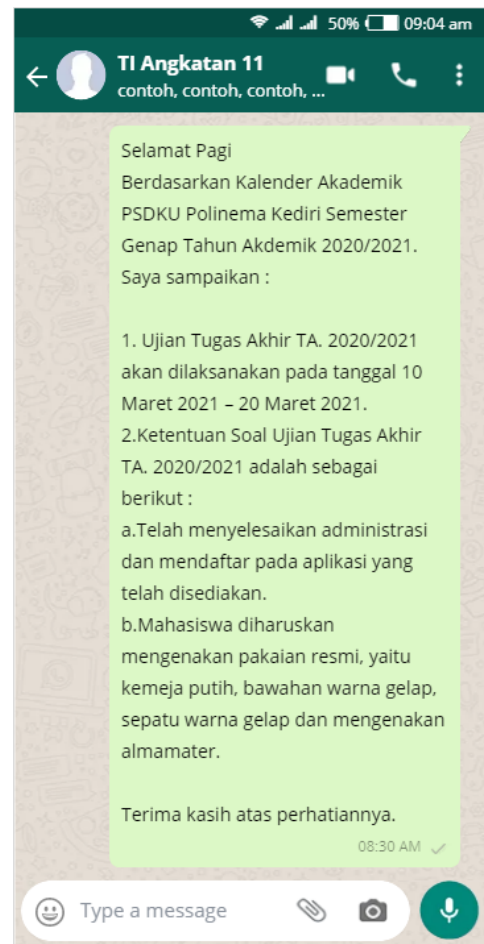 50% 09:04 am
TI Angkatan 11
contoh, contoh, contoh, ...
Selamat Pagi
Berdasarkan Kalender Akademik
PSDKU Polinema Kediri Semester
Genap Tahun Akdemik 2020/2021.
Saya sampaikan :
1. Ujian Tugas Akhir TA. 2020/2021
akan dilaksanakan pada tanggal 10
Maret 2021 – 20 Maret 2021.
2.Ketentuan Soal Ujian Tugas Akhir
TA. 2020/2021 adalah sebagai
berikut :
a.Telah menyelesaikan administrasi
dan mendaftar pada aplikasi yang
telah disediakan.
b.Mahasiswa diharuskan
mengenakan pakaian resmi, yaitu
kemeja putih, bawahan warna gelap,
sepatu warna gelap dan mengenakan
almamater.
Terima kasih atas perhatiannya.
08:30 AM
Type a message